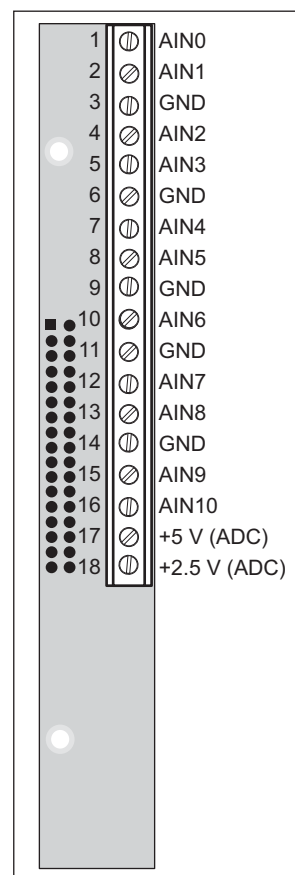 1 AIN0
2 AIN1
3 GND
4 AIN2
5 AIN3
6 GND
7 AIN4
8 AIN5
9 GND
10 AIN6
11 GND
12 AIN7
13 AIN8
14 GND
15 AIN9
16 AIN10
17 +5 V (ADC)
18 +2.5 V (ADC)